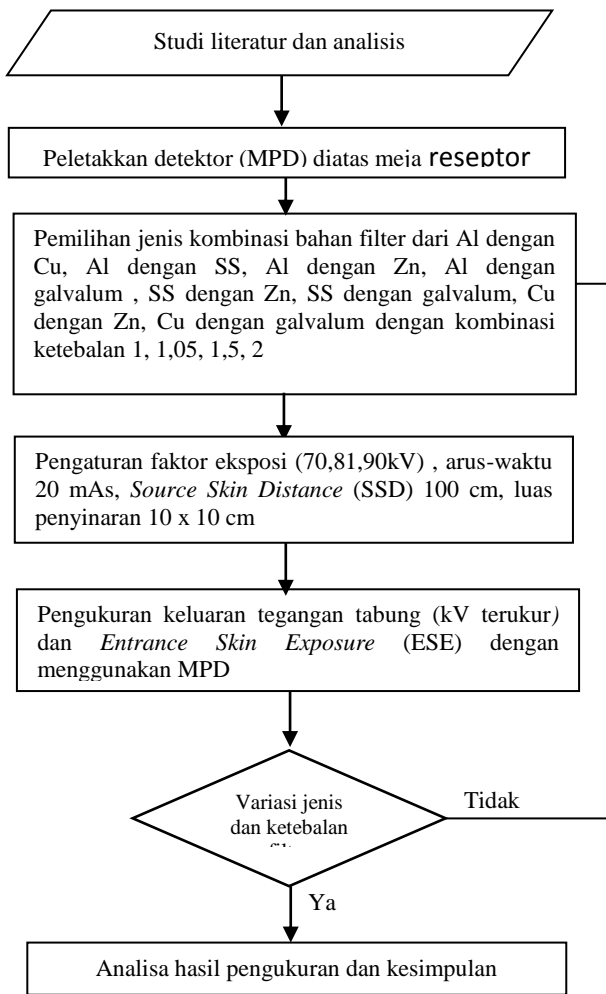 Studi literatur dan analisis
Peletakkan detektor (MPD) diatas meja reseptor
Pemilihan jenis kombinasi bahan filter dari Al dengan
Cu, Al dengan SS, Al dengan Zn, Al dengan
galvalum , SS dengan Zn, SS dengan galvalum, Cu
dengan Zn, Cu dengan galvalum dengan kombinasi
ketebalan 1, 1,05, 1,5, 2
Pengaturan faktor eksposi (70,81,90kV) , arus-waktu
20 mAs, Source Skin Distance (SSD) 100 cm, luas
penyinaran 10 x 10 cm
Pengukuran keluaran tegangan tabung (kV terukur)
dan Entrance Skin Exposure (ESE) dengan
menggunakan MPD
Variasi jenis
dan ketebalan
Tidak
Ya
Analisa hasil pengukuran dan kesimpulan